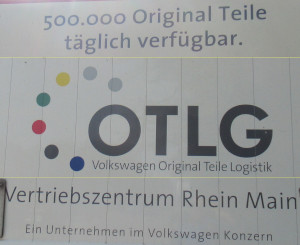 500.000 Original Teile
täglich verfügbar.
OTLG
Volkswagen Original Teile Logistik
Vertriebszentrum Rhein Main
Ein Unternehmen im Volkswagen Konzern